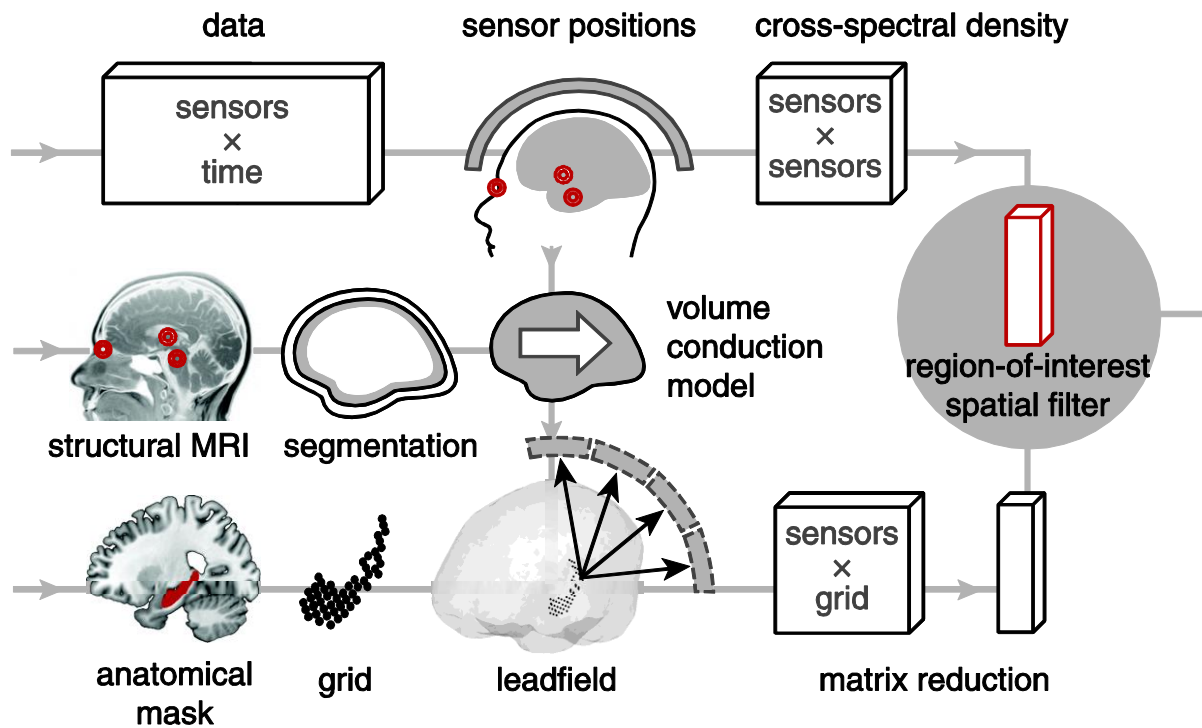 data
sensor positions
cross-spectral density
sensors
×
time
sensors
×
sensors
structural MRI
segmentation
volume
conduction
model
region-of-interest
spatial filter
sensors
×
grid
anatomical
mask
grid
leadfield
matrix reduction